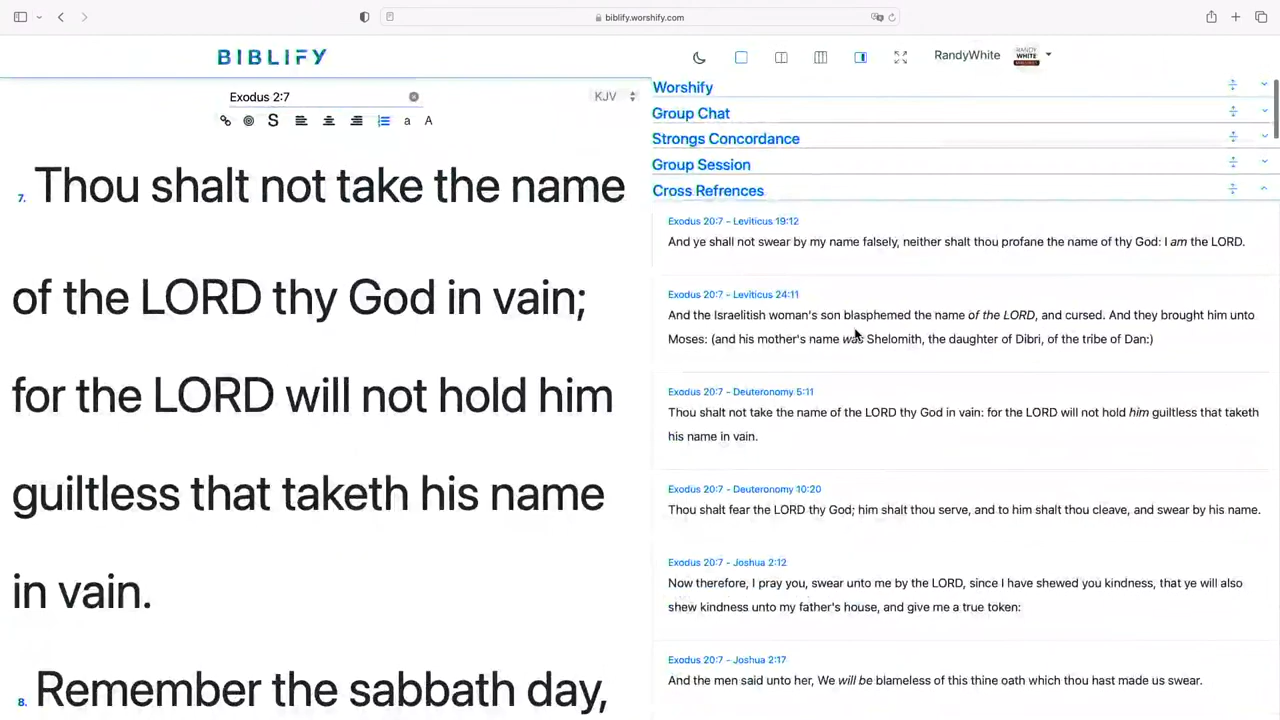 biblify.worshify.com
BIBLIFY
RandyWhite
RANDY
WHITE
Exodus 2:7
KJV
S
a
A
7. Thou shalt not take the name
of the LORD thy God in vain;
for the LORD will not hold him
guiltless that taketh his name
in vain.
8. Remember the sabbath day,
Worshify
Group Chat
Strongs Concordance
Group Session
Cross Refrences
Exodus 20:7 - Leviticus 19:12
And ye shall not swear by my name falsely, neither shalt thou profane the name of thy God: I am the LORD.
Exodus 20:7 - Leviticus 24:11
And the Israelitish woman's son blasphemed the name of the LORD, and cursed. And they brought him unto
Moses: (and his mother's name was Shelomith, the daughter of Dibri, of the tribe of Dan:)
Exodus 20:7 - Deuteronomy 5:11
Thou shalt not take the name of the LORD thy God in vain: for the LORD will not hold him guiltless that taketh
his name in vain.
Exodus 20:7 - Deuteronomy 10:20
Thou shalt fear the LORD thy God; him shalt thou serve, and to him shalt thou cleave, and swear by his name.
Exodus 20:7 - Joshua 2:12
Now therefore, I pray you, swear unto me by the LORD, since I have shewed you kindness, that ye will also
shew kindness unto my father's house, and give me a true token:
Exodus 20:7 - Joshua 2:17
And the men said unto her, We will be blameless of this thine oath which thou hast made us swear.